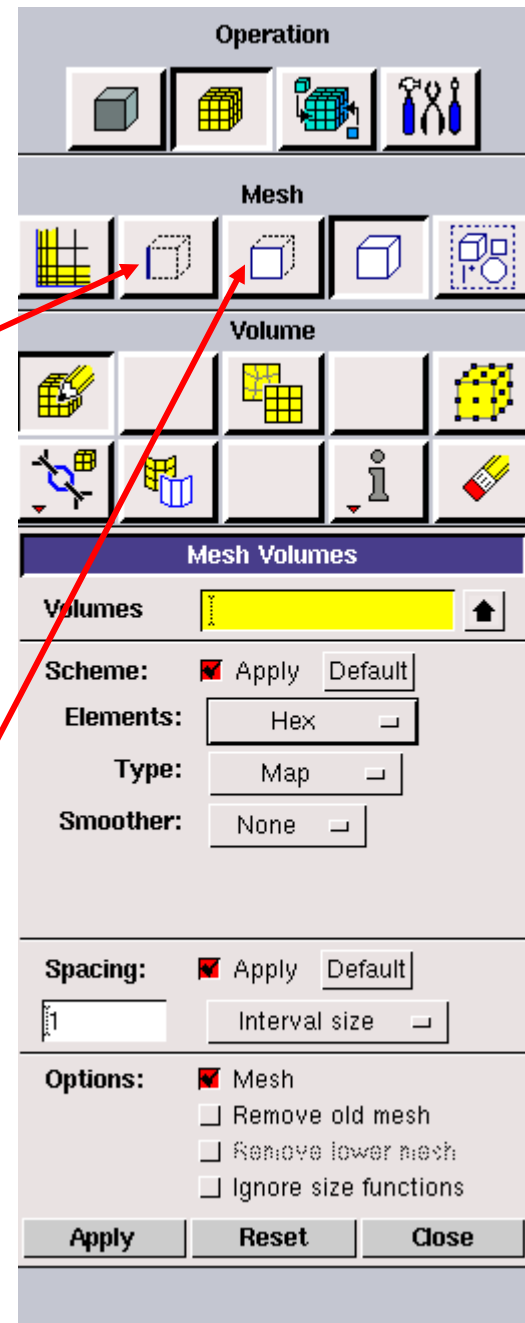 Operation
Mesh
Volume
Mesh Volumes
Volumes
Scheme: Apply Default
Elements: Hex
Type: Map
Smoother: None
Spacing: Apply Default
1 Interval size
Options: Mesh
Remove old mesh
Remove lower mesh
Ignore size functions
Apply Reset Close